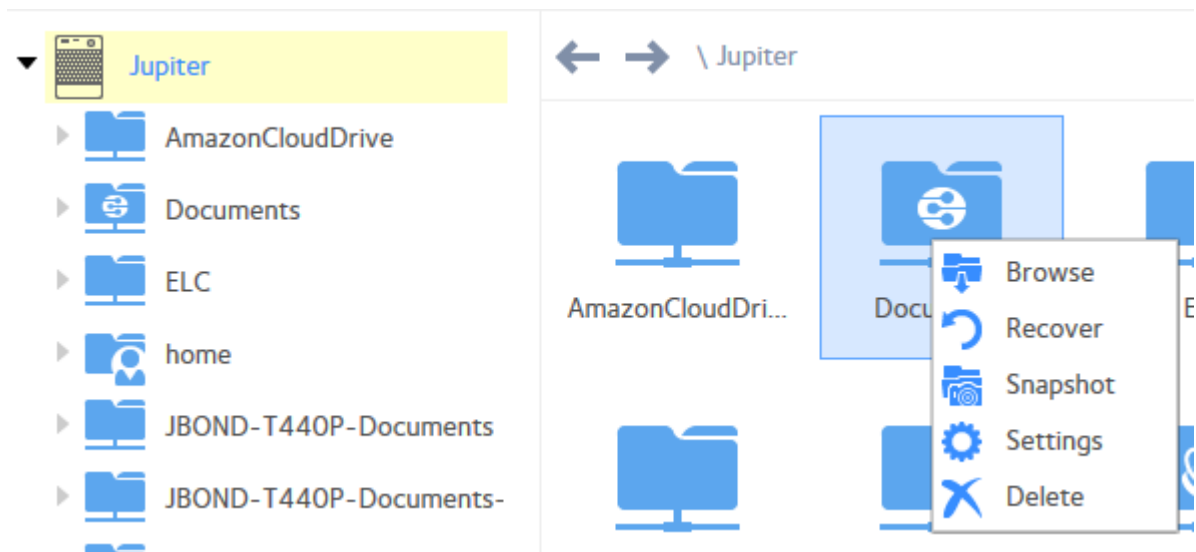 Jupiter
AmazonCloudDrive
Documents
ELC
home
JBOND-T440P-Documents
JBOND-T440P-Documents-
\ Jupiter
AmazonCloudDri...
Docu
E
Browse
Recover
Snapshot
Settings
Delete